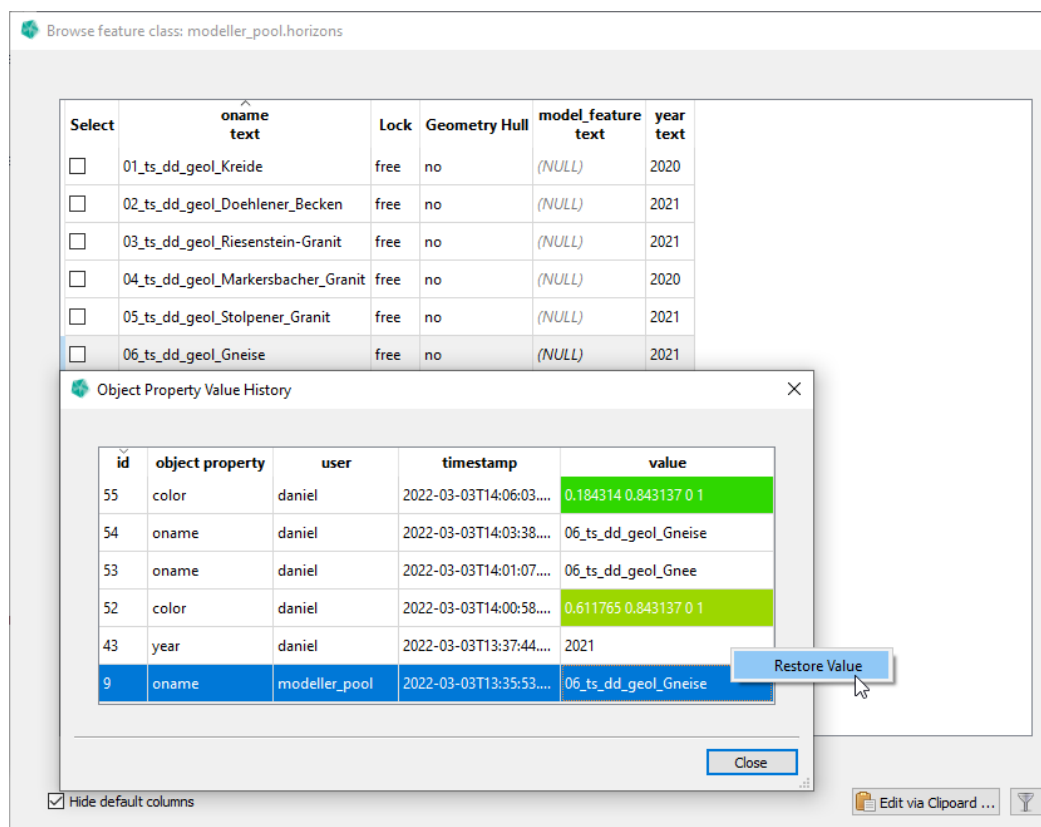 Browse feature class: modeller_pool.horizons
Select oname text Lock Geometry Hull model_feature text year text
01_ts_dd_geol_Kreide free no (NULL) 2020
02_ts_dd_geol_Doehlener_Becken free no (NULL) 2021
03_ts_dd_geol_Riesenstein-Granit free no (NULL) 2021
04_ts_dd_geol_Markersbacher_Granit free no (NULL) 2020
05_ts_dd_geol_Stolpener_Granit free no (NULL) 2021
06_ts_dd_geol_Gneise free no (NULL) 2021
Object Property Value History
id object property user timestamp value
55 color daniel 2022-03-03T14:06:03.... 0.184314 0.843137 0 1
54 oname daniel 2022-03-03T14:03:38.... 06_ts_dd_geol_Gneise
53 oname daniel 2022-03-03T14:01:07.... 06_ts_dd_geol_Gnee
52 color daniel 2022-03-03T14:00:58.... 0.611765 0.843137 0 1
43 year daniel 2022-03-03T13:37:44.... 2021
Restore Value
9 oname modeller_pool 2022-03-03T13:35:53.... 06_ts_dd_geol_Gneise
Close
Hide default columns
Edit via Clipoard ...